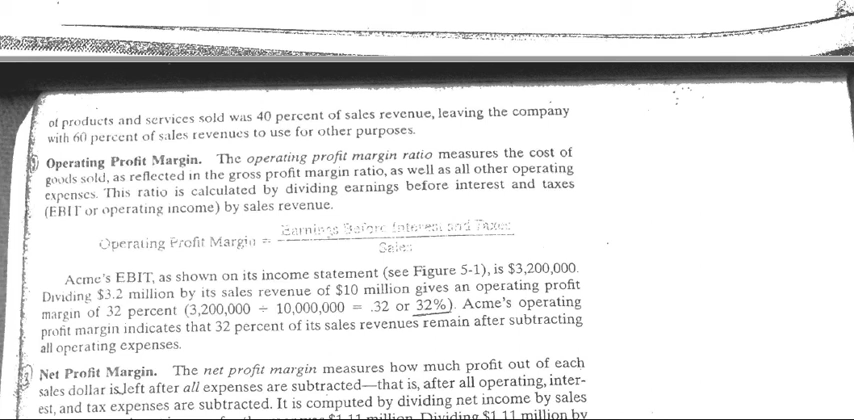 of products and services sold was 40 percent of sales revenue, leaving the company
with 60 percent of sales revenues to use for other purposes.
Operating Profit Margin. The operating profit margin ratio measures the cost of
goods sold, as reflected in the gross profit margin ratio, as well as all other operating
expenses. This ratio is calculated by dividing earnings before interest and taxes
(EBIT or operating income) by sales revenue.
Earnings Before Interest and Taxes
Operating Profit Margin =
Sales
Acme's EBIT, as shown on its income statement (see Figure 5-1), is $3,200,000.
Dividing $3.2 million by its sales revenue of $10 million gives an operating profit
margin of 32 percent (3,200,000 ÷ 10,000,000 = .32 or 32%). Acme's operating
profit margin indicates that 32 percent of its sales revenues remain after subtracting
all operating expenses.
Net Profit Margin. The net profit margin measures how much profit out of each
sales dollar is left after all expenses are subtracted—that is, after all operating, inter-
est, and tax expenses are subtracted. It is computed by dividing net income by sales
$1.11 million. Dividing $1.11 million by